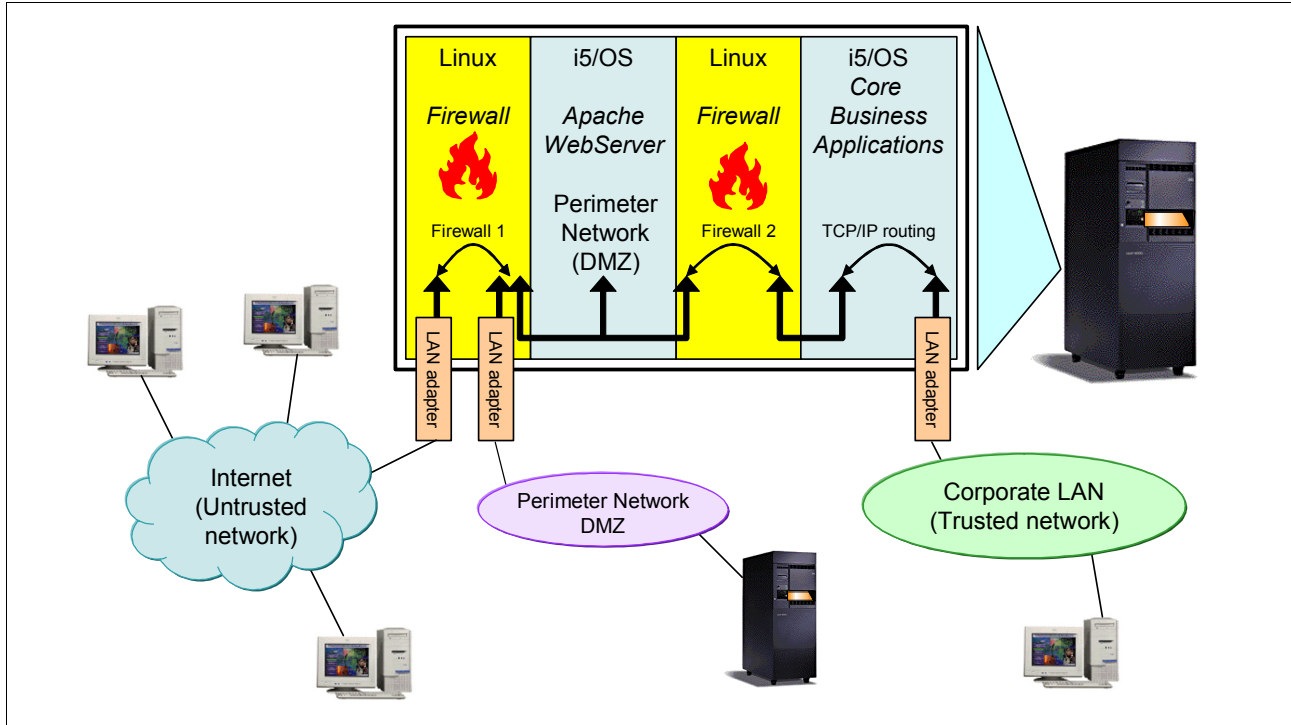 Linux
Firewall
Firewall 1
i5/OS
Apache
WebServer
Perimeter
Network
(DMZ)
Linux
Firewall
Firewall 2
i5/OS
Core
Business
Applications
TCP/IP routing
LAN adapter
LAN adapter
LAN adapter
Internet
(Untrusted
network)
Perimeter Network
DMZ
Corporate LAN
(Trusted network)